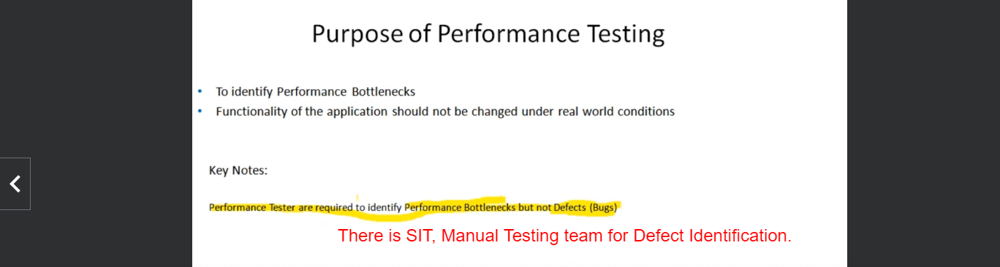 Purpose of Performance Testing
• To identify Performance Bottlenecks
• Functionality of the application should not be changed under real world conditions
Key Notes:
Performance Tester are required to identify Performance Bottlenecks but not Defects (Bugs)
There is SIT, Manual Testing team for Defect Identification.